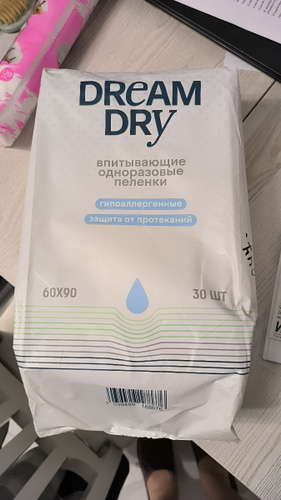 DREAM
DRY
впитывающие
одноразовые
пеленки
гипоаллергенные
защита от протеканий
60X90
30 ШТ